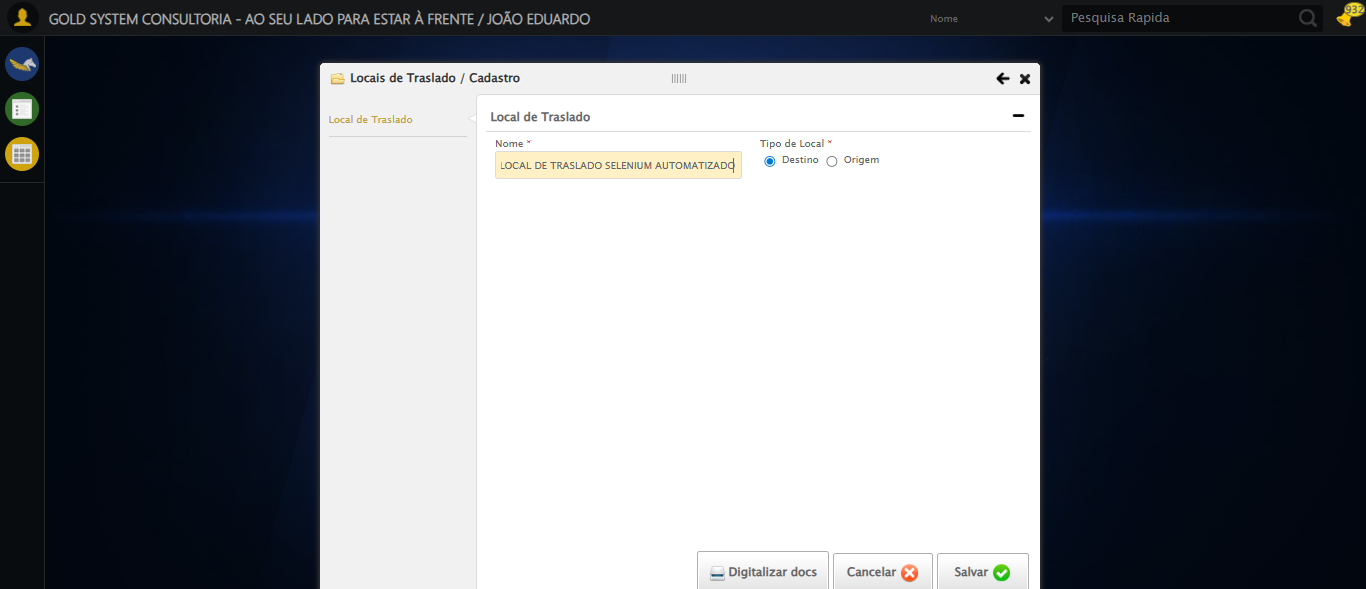 GOLD SYSTEM CONSULTORIA - AO SEU LADO PARA ESTAR À FRENTE / JOÃO EDUARDO
Nome
Pesquisa Rapida
932
Locais de Traslado / Cadastro
Local de Traslado
Local de Traslado
Nome *
Tipo de Local *
LOCAL DE TRASLADO SELENIUM AUTOMATIZADO
Destino
Origem
Digitalizar docs
Cancelar
Salvar